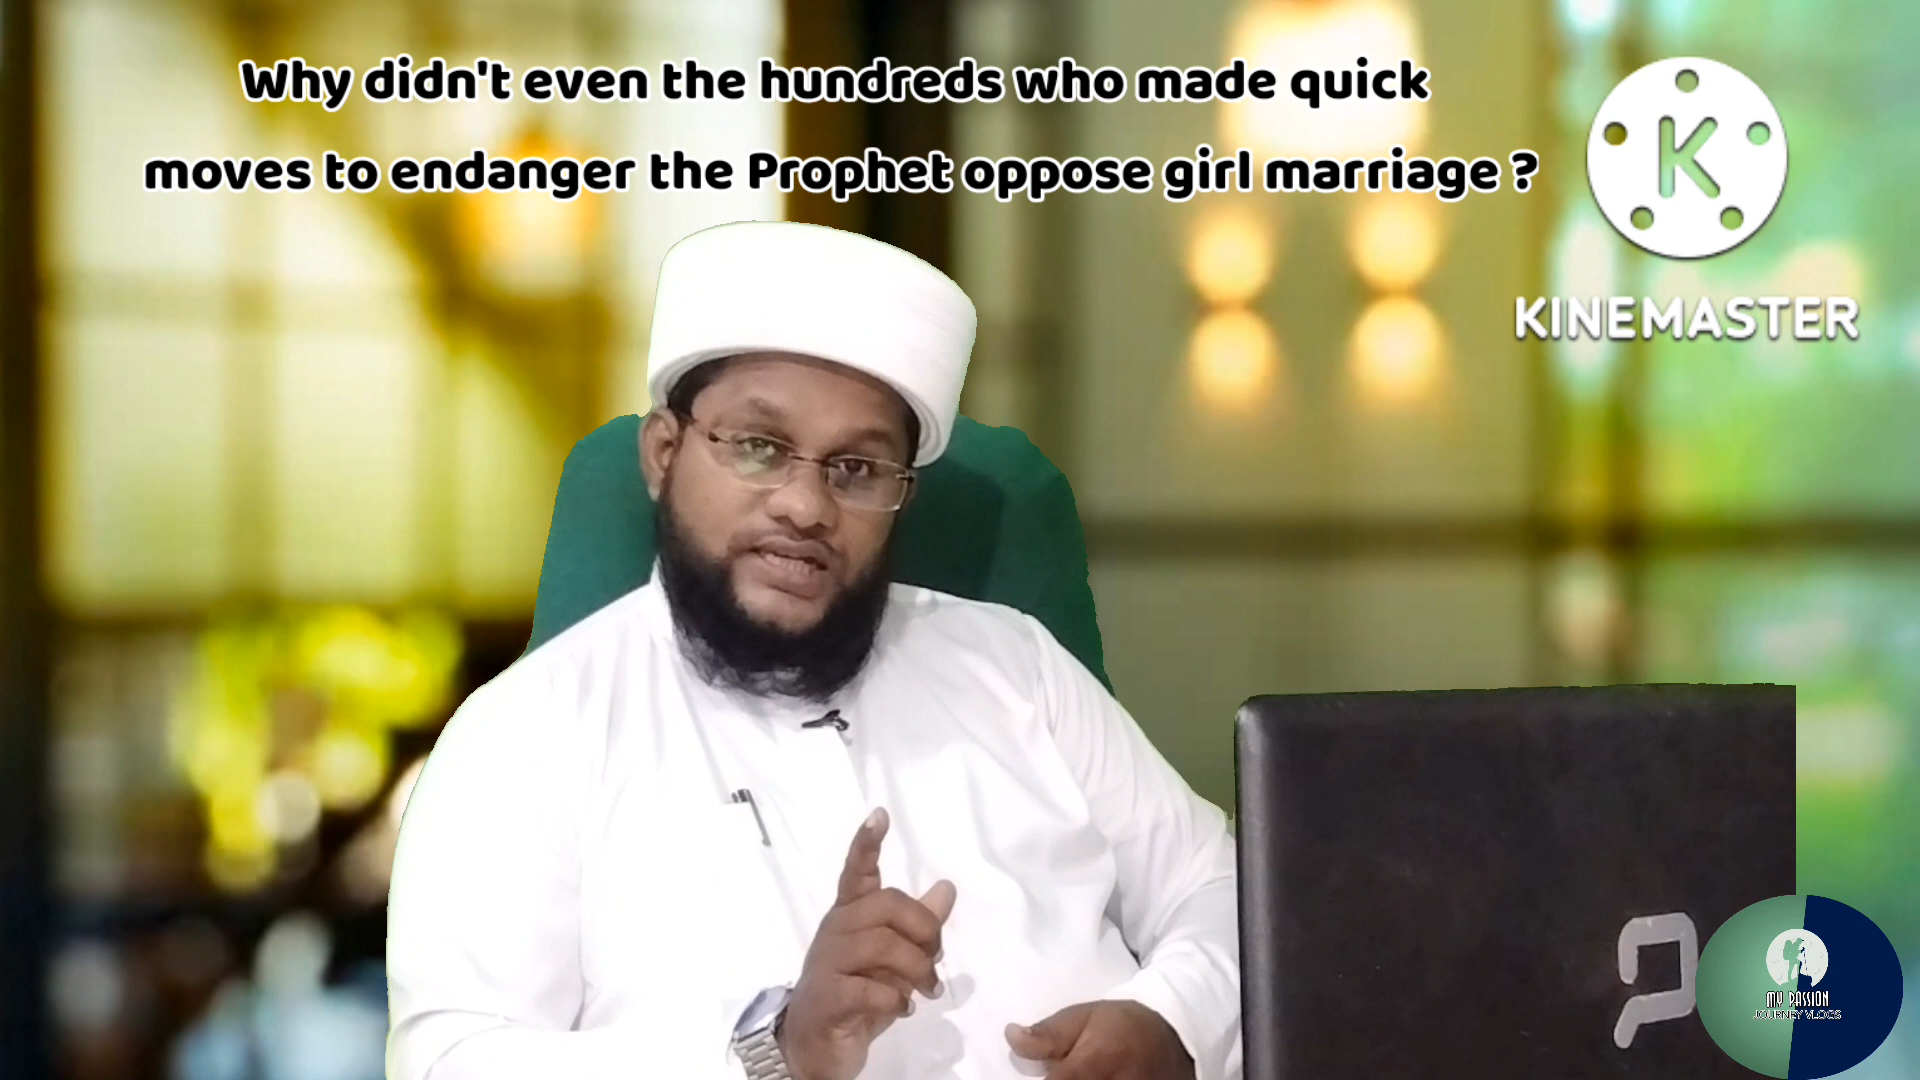 Why didn't even the hundreds who made quick
moves to endanger the Prophet oppose girl marriage ?
KINEMASTER
MY PASSION
JOURNEY VLOGS